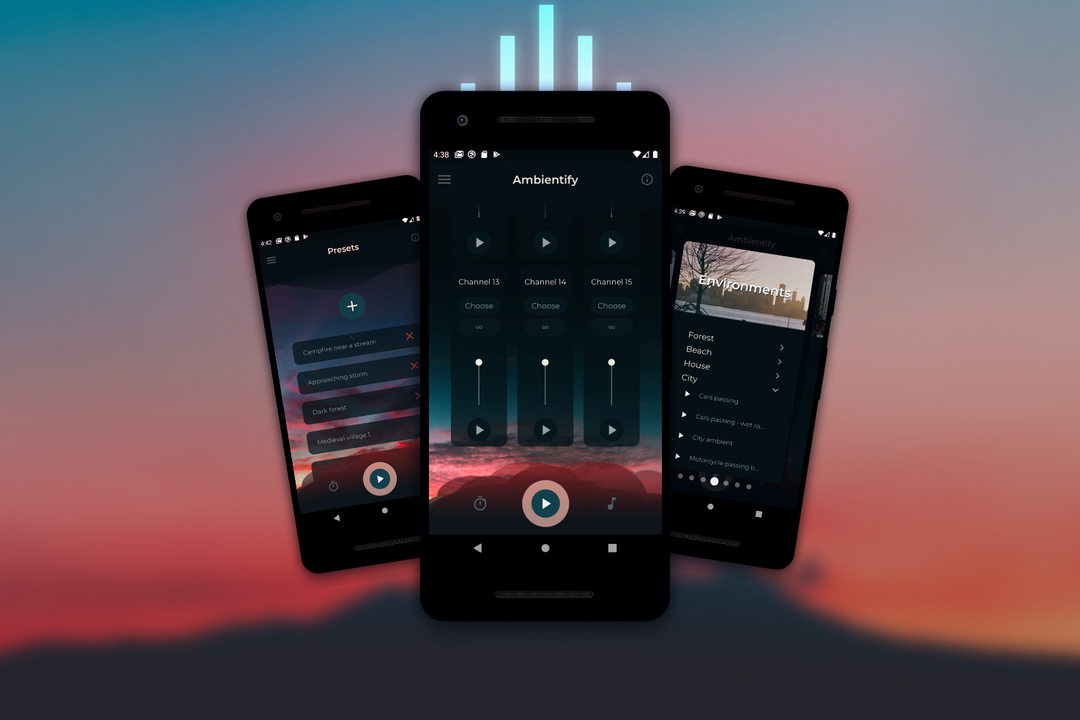 4:42
Presets
Campfire near a stream
Approaching storm
Dark forest
Medieval village 1
4:38
Ambientify
Channel 13
Channel 14
Channel 15
Choose
Choose
Choose
∞
∞
∞
4:39
Ambientify
Environments
Forest
Beach
House
City
Cars passing
Cars passing - wet ro...
City ambient
Motorcycle passing b...